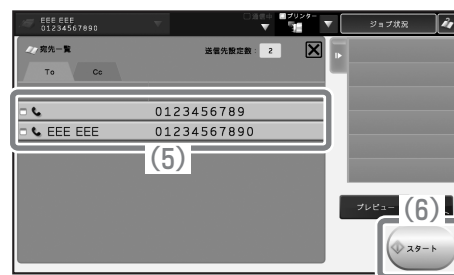 EEE EEE
01234567890
送信中
プリンター
ジョブ状況
宛先一覧
送信先設定数: 2
To
Cc
0123456789
EEE EEE 01234567890
(5)
プレビュー
(6)
スタート